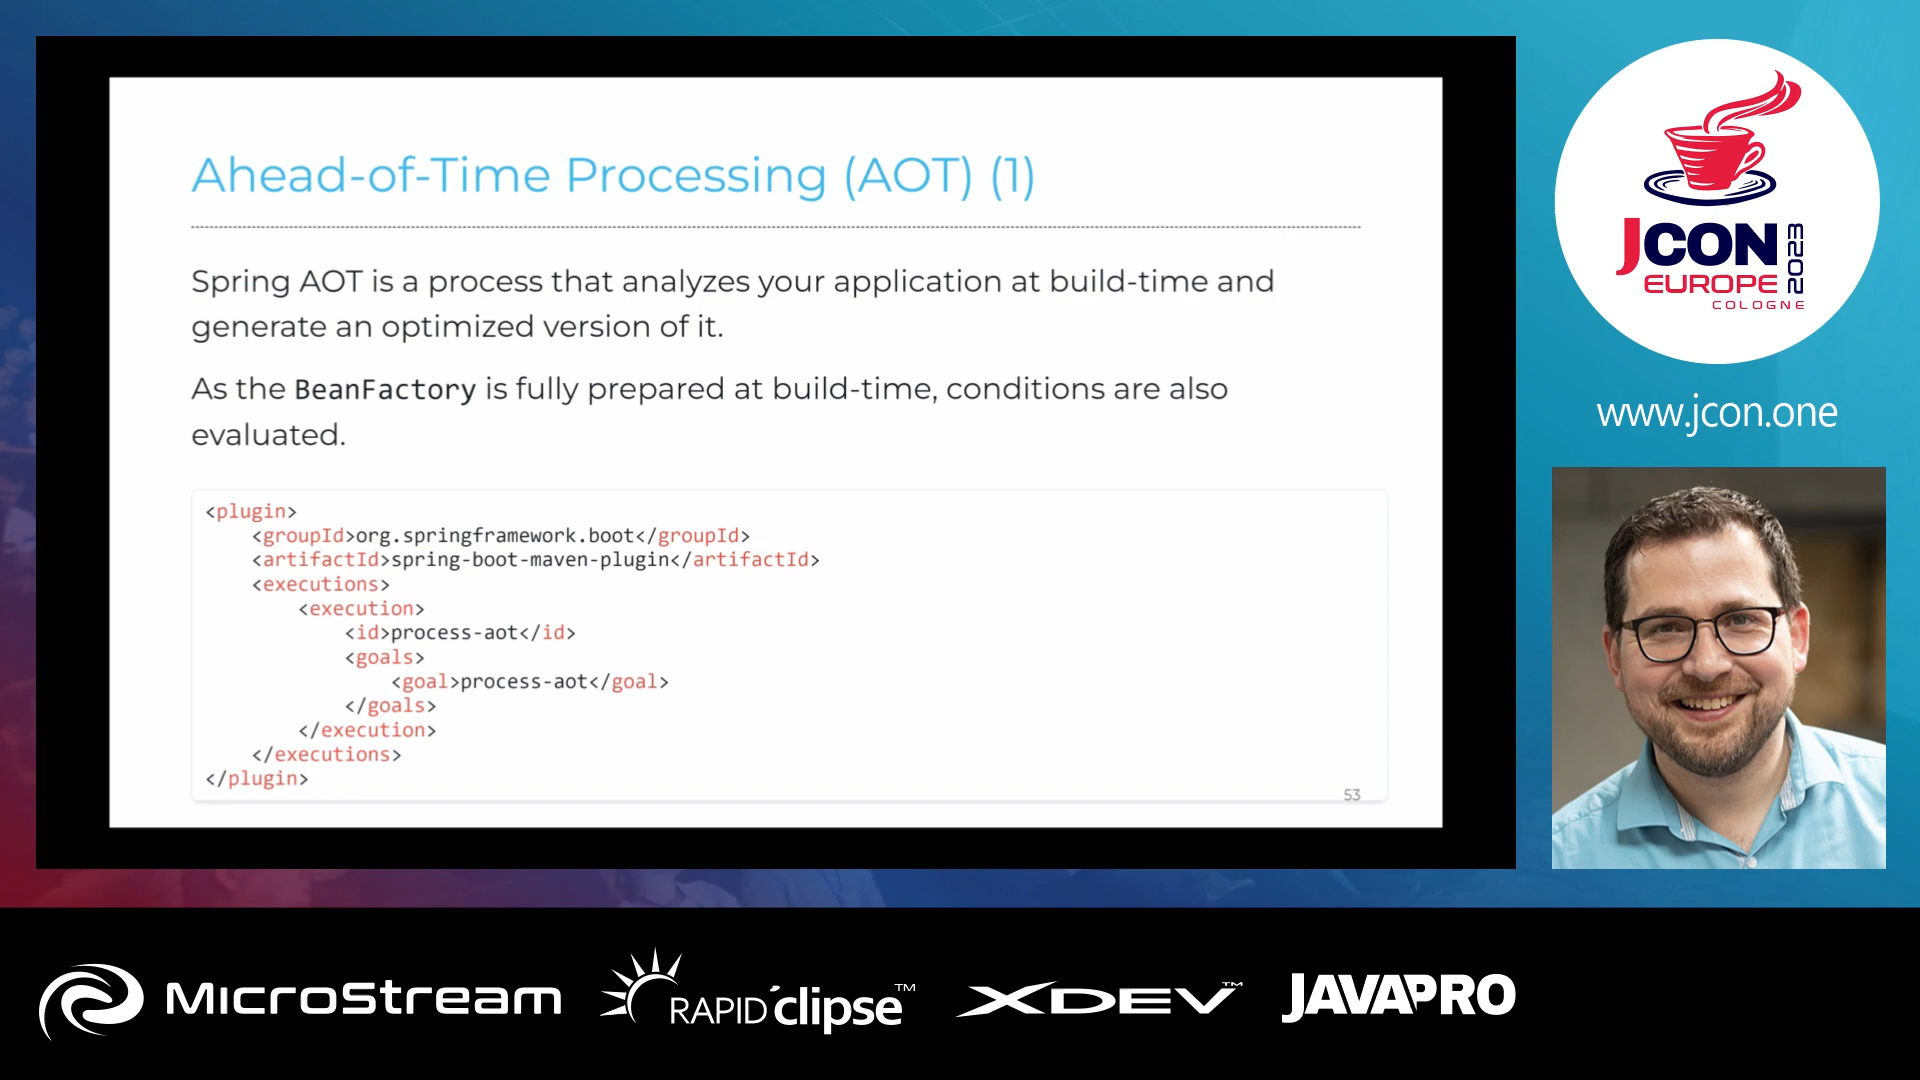 Ahead-of-Time Processing (AOT) (1)
Spring AOT is a process that analyzes your application at build-time and
generate an optimized version of it.
As the BeanFactory is fully prepared at build-time, conditions are also
evaluated.
<plugin>
    <groupId>org.springframework.boot</groupId>
    <artifactId>spring-boot-maven-plugin</artifactId>
    <executions>
        <execution>
            <id>process-aot</id>
            <goals>
                <goal>process-aot</goal>
            </goals>
        </execution>
    </executions>
</plugin>
53
JCON
EUROPE
2023
COLOGNE
www.jcon.one
MicroStream
RAPID clipse™
XDEV™
JAVAPRO